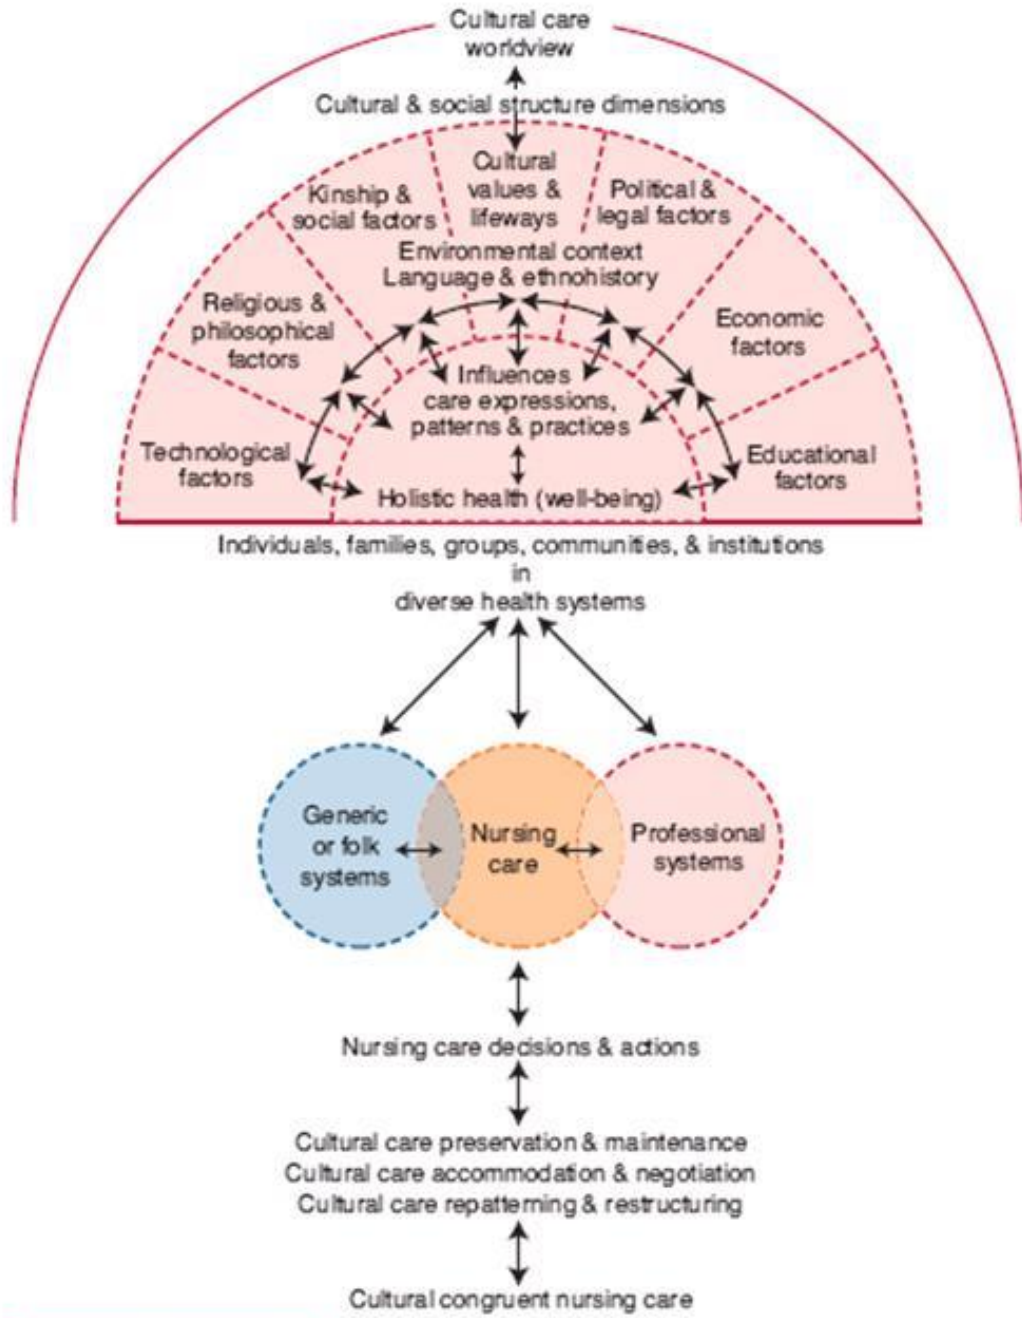 Cultural care
worldview
Cultural & social structure dimensions
Cultural
values &
lifeways
Kinship &
social factors
Political &
legal factors
Environmental context
Language & ethnohistory
Religious &
philosophical
factors
Economic
factors
Influences
care expressions,
patterns & practices
Technological
factors
Educational
factors
Holistic health (well-being)
Individuals, families, groups, communities, & institutions
in
diverse health systems
Generic
or folk
systems
Nursing
care
Professional
systems
Nursing care decisions & actions
Cultural care preservation & maintenance
Cultural care accommodation & negotiation
Cultural care repatterning & restructuring
Cultural congruent nursing care